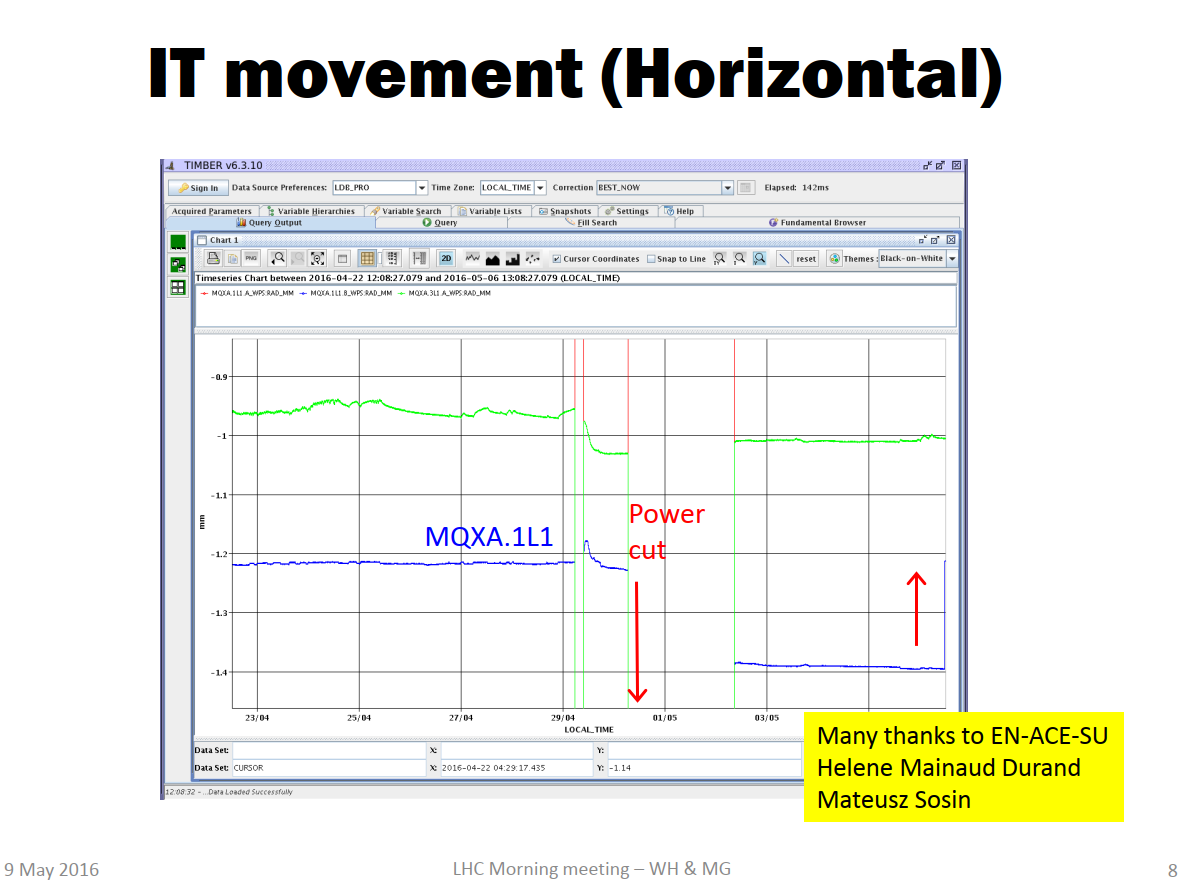 IT movement (Horizontal)
TIMBER v6.3.10
Sign In Data Source Preferences: LDB_PRO Time Zone: LOCAL_TIME Correction BEST_NOW Elapsed: 142ms
Acquired Parameters Variable Hierarchies Variable Search Variable Lists Snapshots Settings Help
Query Output Query Fill Search Fundamental Browser
Chart 1
PNG 2D Cursor Coordinates Snap to Line reset Themes: Black-on-White
Timeseries Chart between 2016-04-22 12:08:27.079 and 2016-05-06 13:08:27.079 (LOCAL_TIME)
MQXA.1L1.A_WPS:RAD_MM MQXA.1L1.B_WPS:RAD_MM MQXA.3L1.A_WPS:RAD_MM
-0.9
-1
-1.1
-1.2
-1.3
-1.4
mm
MQXA.1L1
Power
cut
23/04 25/04 27/04 29/04 01/05 03/05
LOCAL_TIME
Data Set: X: Y:
Data Set: CURSOR X: 2016-04-22 04:29:17.435 Y: -1.14
12:08:32 - ...Data Loaded Successfully
Many thanks to EN-ACE-SU
Helene Mainaud Durand
Mateusz Sosin
9 May 2016
LHC Morning meeting – WH & MG
8